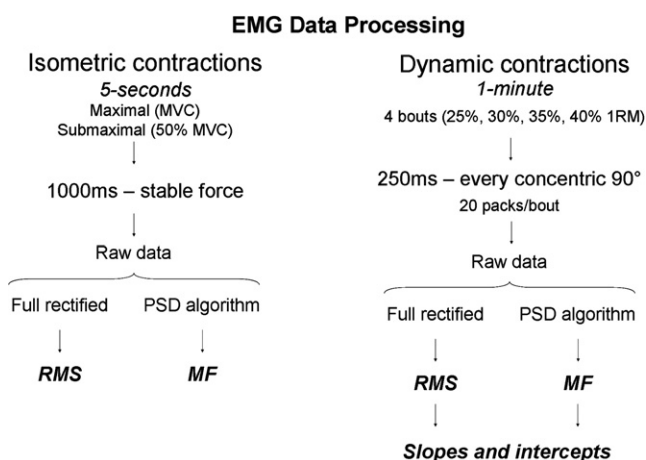 EMG Data Processing
Isometric contractions
5-seconds
Maximal (MVC)
Submaximal (50% MVC)
1000ms – stable force
Raw data
Full rectified PSD algorithm
RMS MF
Dynamic contractions
1-minute
4 bouts (25%, 30%, 35%, 40% 1RM)
250ms – every concentric 90°
20 packs/bout
Raw data
Full rectified PSD algorithm
RMS MF
Slopes and intercepts